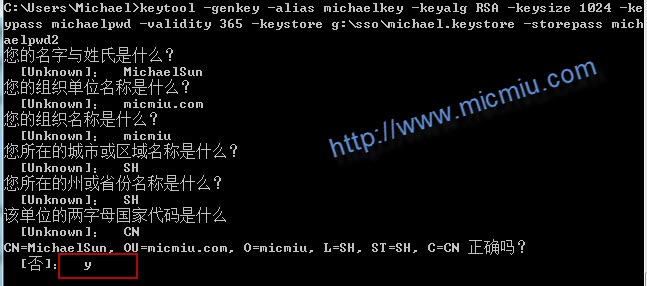 C:\Users\Michael>keytool -genkey -alias michaelkey -keyalg RSA -keysize 1024 -ke
ypass michaelpwd -validity 365 -keystore g:\sso\michael.keystore -storepass mich
aelpwd2
您的名字与姓氏是什么？
[Unknown]： MichaelSun
您的组织单位名称是什么？
[Unknown]： micmiu.com
您的组织名称是什么？
[Unknown]： micmiu
您所在的城市或区域名称是什么？
[Unknown]： SH
您所在的州或省份名称是什么？
[Unknown]： SH
该单位的两字母国家代码是什么
[Unknown]： CN
CN=MichaelSun, OU=micmiu.com, O=micmiu, L=SH, ST=SH, C=CN 正确吗？
[否]： y
http://www.micmiu.com